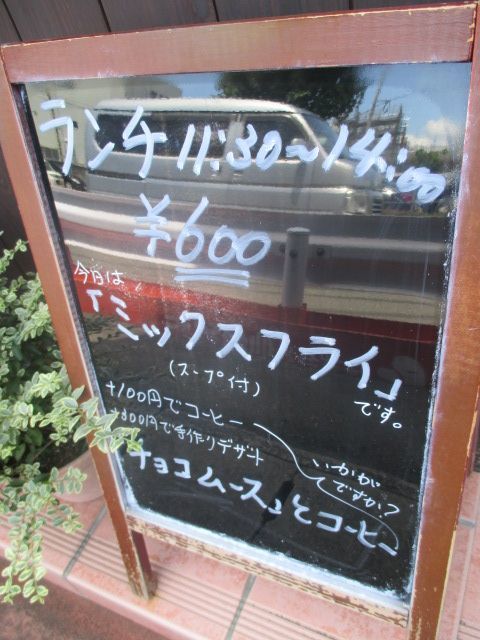 ランチ 11:30~14:00
¥600
今日は
「ミックスフライ」
(スープ付)
です。
+100円でコーヒー
+300円で手作りデザート
いかが
ですか?
「チョコムース」とコーヒー